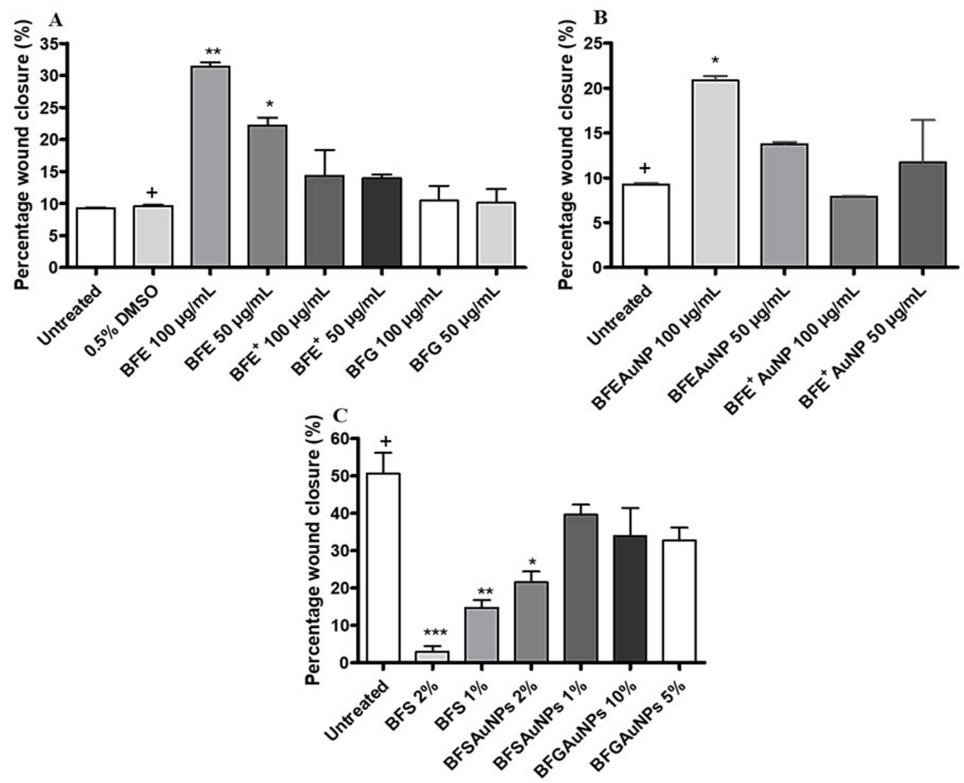 A
Percentage wound closure (%)
35
30
25
20
15
10
5
0
+
**
*
Untreated
0.5% DMSO
BFE 100 µg/mL
BFE 50 µg/mL
BFE+ 100 µg/mL
BFE+ 50 µg/mL
BFG 100 µg/mL
BFG 50 µg/mL
B
Percentage wound closure (%)
25
20
15
10
5
0
+
*
Untreated
BFEAuNP 100 µg/mL
BFEAuNP 50 µg/mL
BFE+AuNP 100 µg/mL
BFE+AuNP 50 µg/mL
C
Percentage wound closure (%)
60
50
40
30
20
10
0
+
***
**
*
Untreated
BFS 2%
BFS 1%
BFSAuNPs 2%
BFSAuNPs 1%
BFGAuNPs 10%
BFGAuNPs 5%